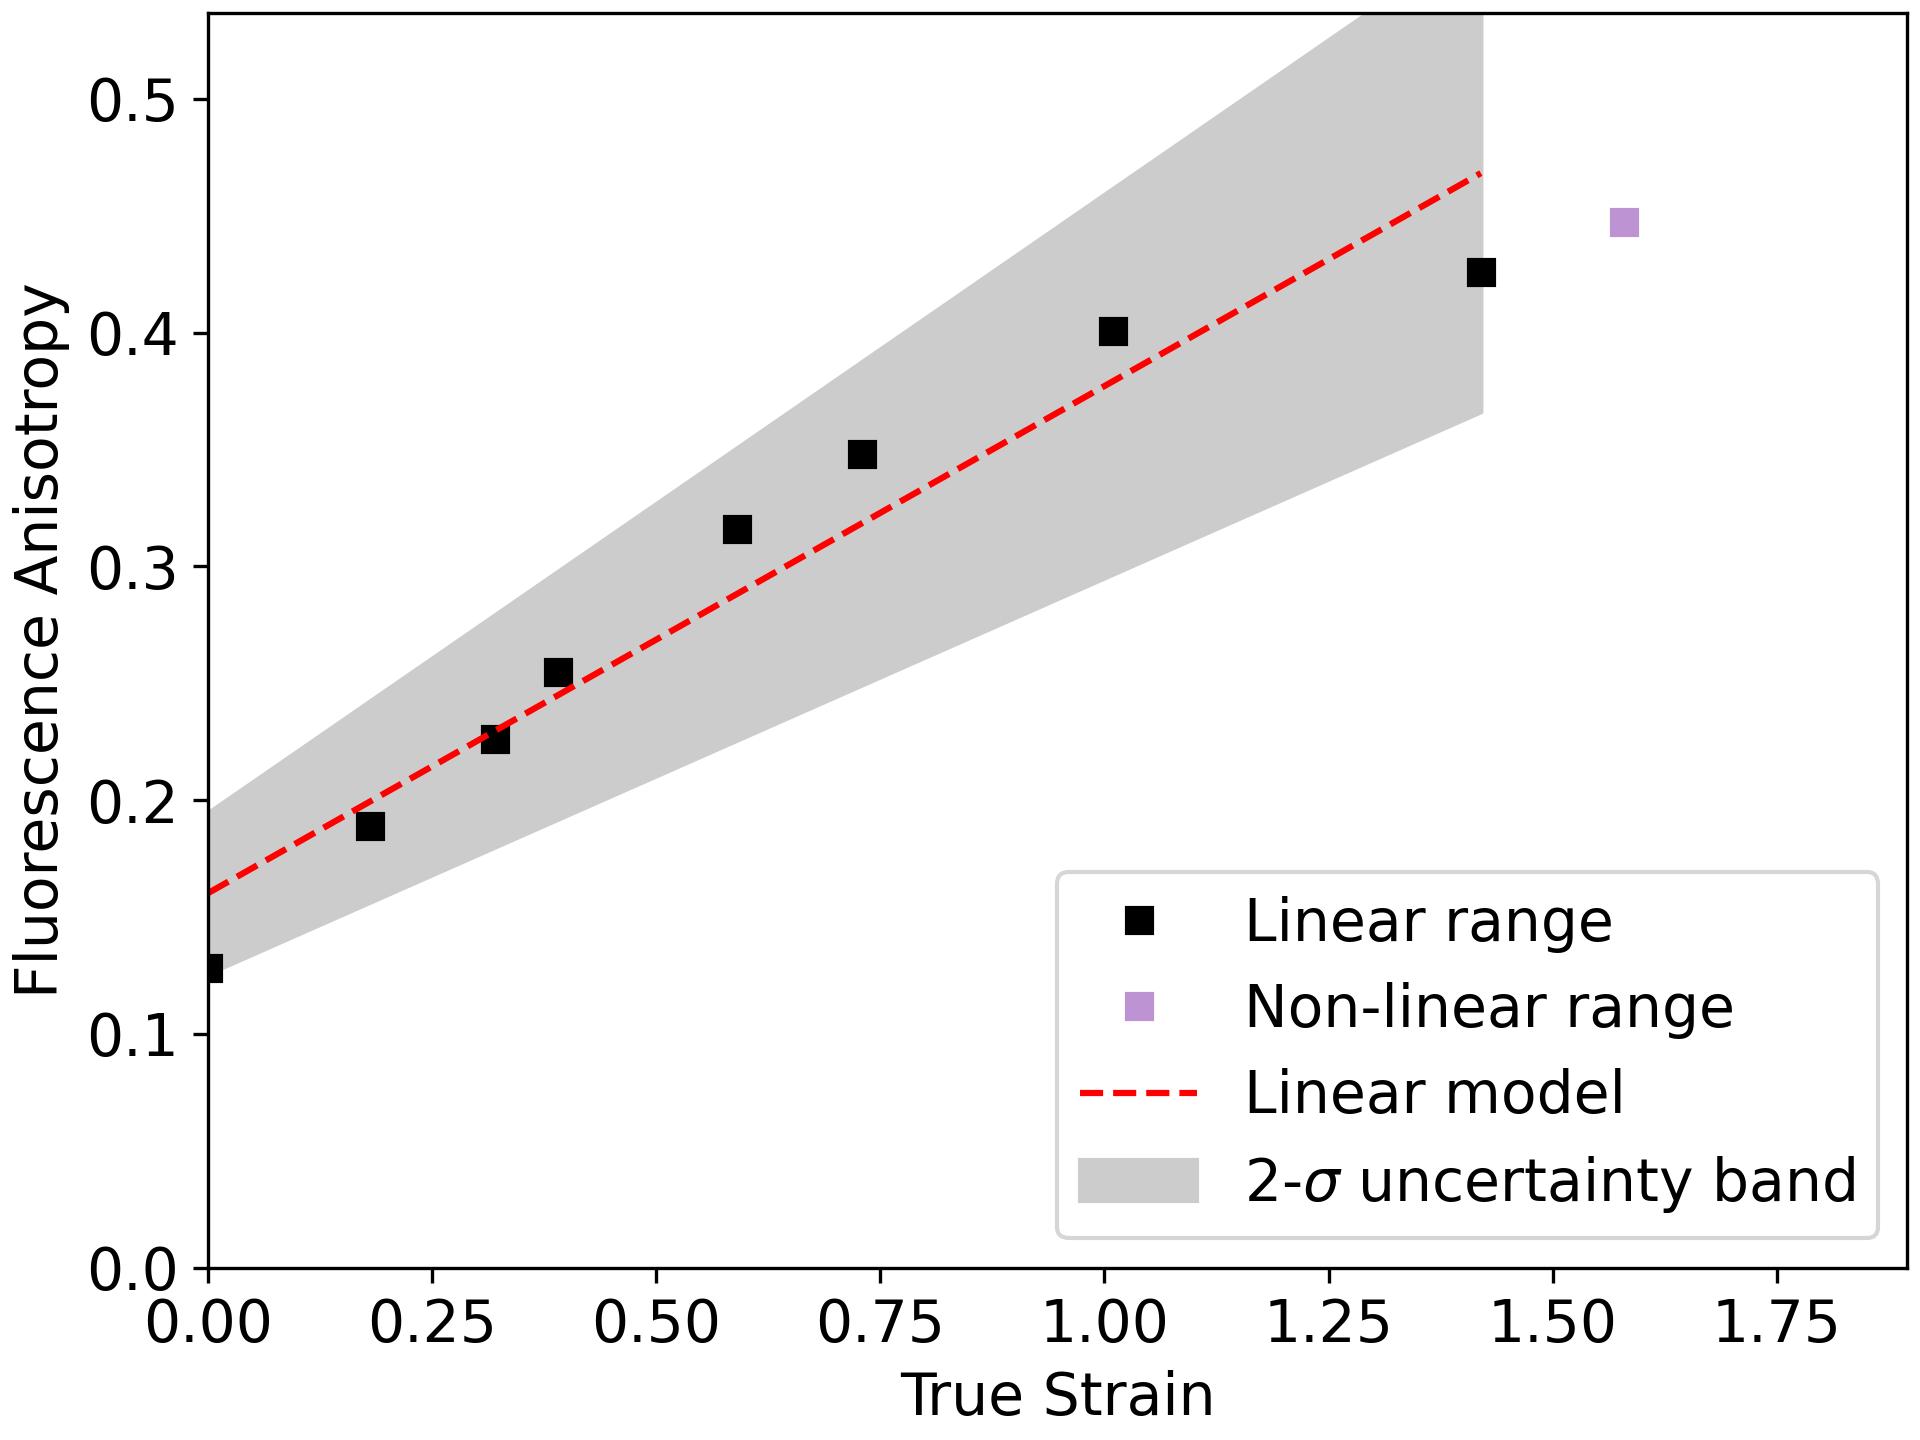 Fluorescence Anisotropy
0.5
0.4
0.3
0.2
0.1
0.0
0.00 0.25 0.50 0.75 1.00 1.25 1.50 1.75
True Strain
Linear range
Non-linear range
Linear model
2-σ uncertainty band